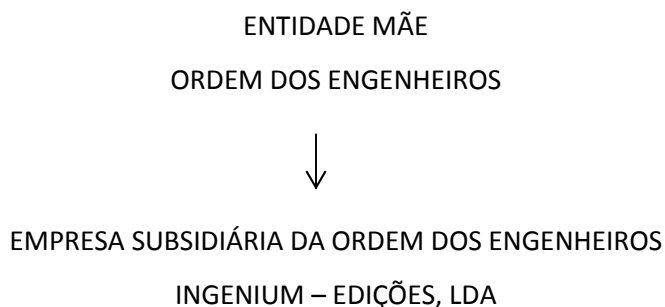 ENTIDADE MÃE
ORDEM DOS ENGENHEIROS
EMPRESA SUBSIDIÁRIA DA ORDEM DOS ENGENHEIROS
INGENIUM – EDIÇÕES, LDA